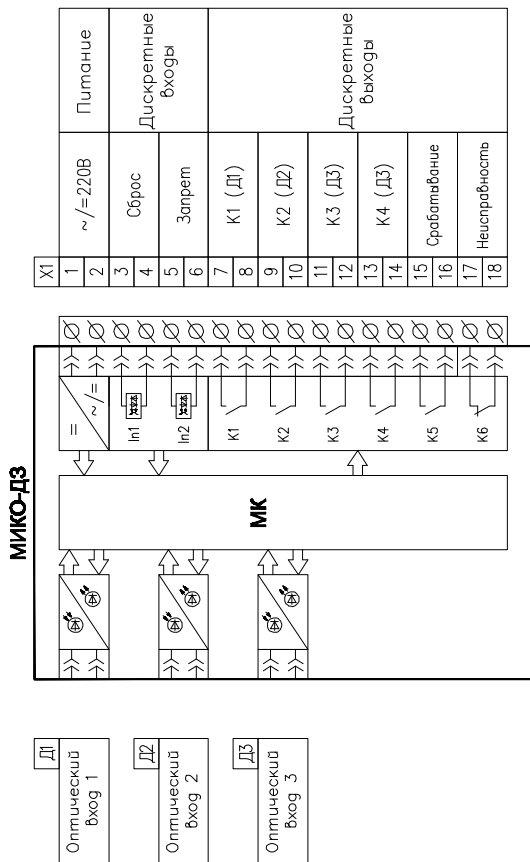 МИКО-ДЗ
Д1
Оптический
вход 1
Д2
Оптический
вход 2
Д3
Оптический
вход 3
МК
=
~/=
In1
In2
К1
К2
К3
К4
К5
К6
X1
1
2
3
4
5
6
7
8
9
10
11
12
13
14
15
16
17
18
~/=220В
Сброс
Запрет
К1 (Д1)
К2 (Д2)
К3 (Д3)
К4 (Д3)
Срабатывание
Неисправность
Питание
Дискретные
входы
Дискретные
выходы